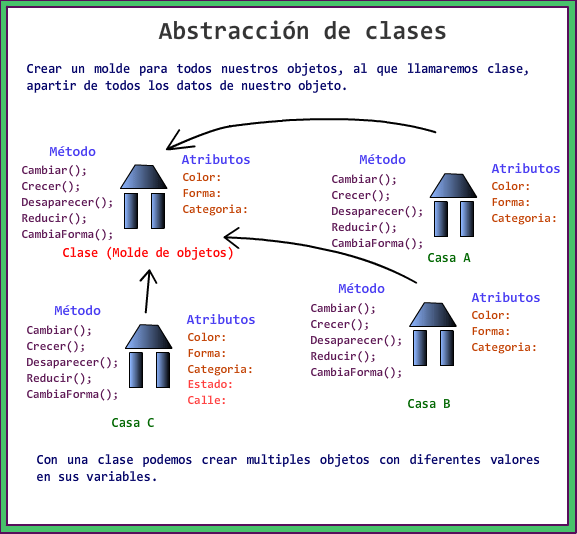 Abstracción de clases
Crear un molde para todos nuestros objetos, al que llamaremos clase,
apartir de todos los datos de nuestro objeto.
Método
Cambiar();
Crecer();
Desaparecer();
Reducir();
CambiaForma();
Atributos
Color:
Forma:
Categoria:
Clase (Molde de objetos)
Método
Cambiar();
Crecer();
Desaparecer();
Reducir();
CambiaForma();
Atributos
Color:
Forma:
Categoria:
Casa A
Método
Cambiar();
Crecer();
Desaparecer();
Reducir();
CambiaForma();
Atributos
Color:
Forma:
Categoria:
Estado:
Calle:
Casa C
Método
Cambiar();
Crecer();
Desaparecer();
Reducir();
CambiaForma();
Atributos
Color:
Forma:
Categoria:
Casa B
Con una clase podemos crear multiples objetos con diferentes valores
en sus variables.